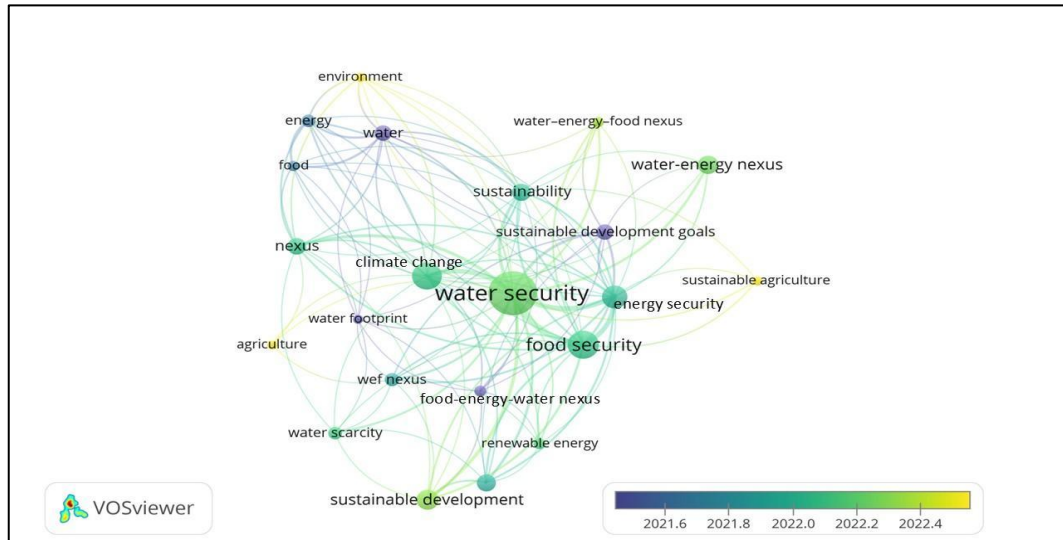 environment
energy
water
water–energy–food nexus
food
water-energy nexus
sustainability
sustainable development goals
nexus
climate change
sustainable agriculture
water security
energy security
water footprint
agriculture
food security
wef nexus
food-energy-water nexus
water scarcity
renewable energy
sustainable development
VOSviewer
2021.6 2021.8 2022.0 2022.2 2022.4